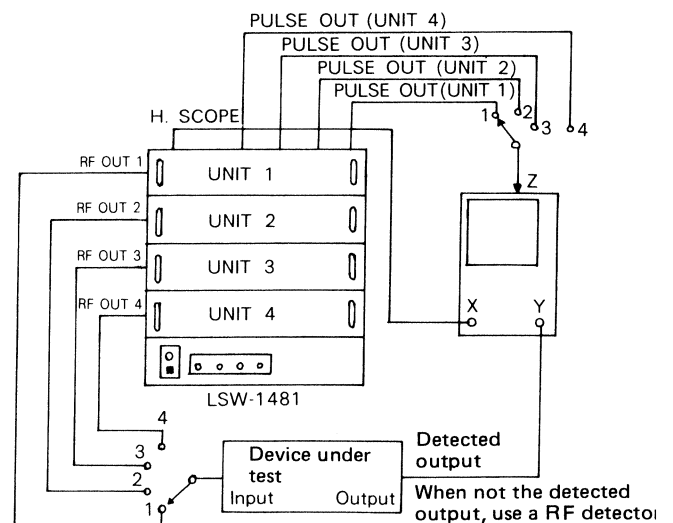 PULSE OUT (UNIT 4)
PULSE OUT (UNIT 3)
PULSE OUT (UNIT 2)
PULSE OUT (UNIT 1)
H. SCOPE
1
2
3
4
RF OUT 1
UNIT 1
Z
RF OUT 2
UNIT 2
RF OUT 3
UNIT 3
RF OUT 4
UNIT 4
X
Y
LSW-1481
4
3
2
1
Device under
test
Input
Output
Detected
output
When not the detected
output, use a RF